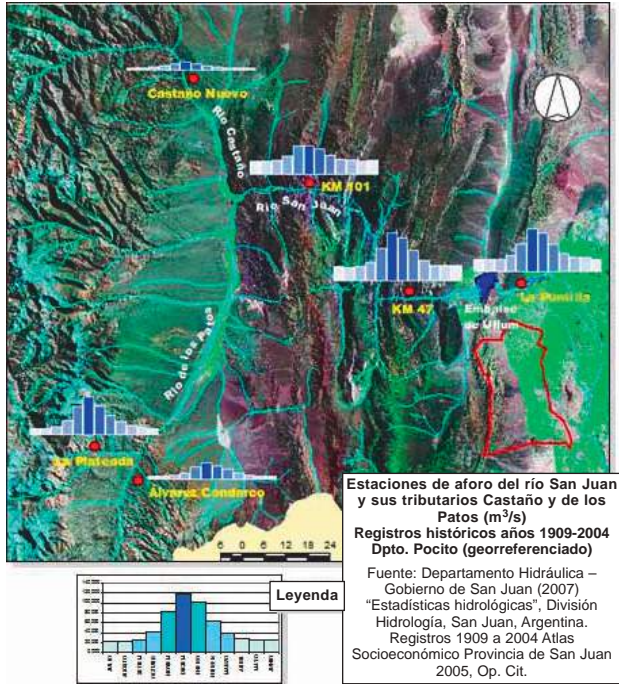 Castaño Nuevo
Río Castaño
KM 101
Río San Juan
KM 47
La Puntilla
Embalse
de Ullum
Río de los Patos
La Plateada
Álvarez Condarco
6 0 6 12 18 24
Estaciones de aforo del río San Juan
y sus tributarios Castaño y de los
Patos (m³/s)
Registros históricos años 1909-2004
Dpto. Pocito (georreferenciado)
Fuente: Departamento Hidráulica –
Gobierno de San Juan (2007)
“Estadísticas hidrológicas”, División
Hidrología, San Juan, Argentina.
Registros 1909 a 2004 Atlas
Socioeconómico Provincia de San Juan
2005, Op. Cit.
Leyenda